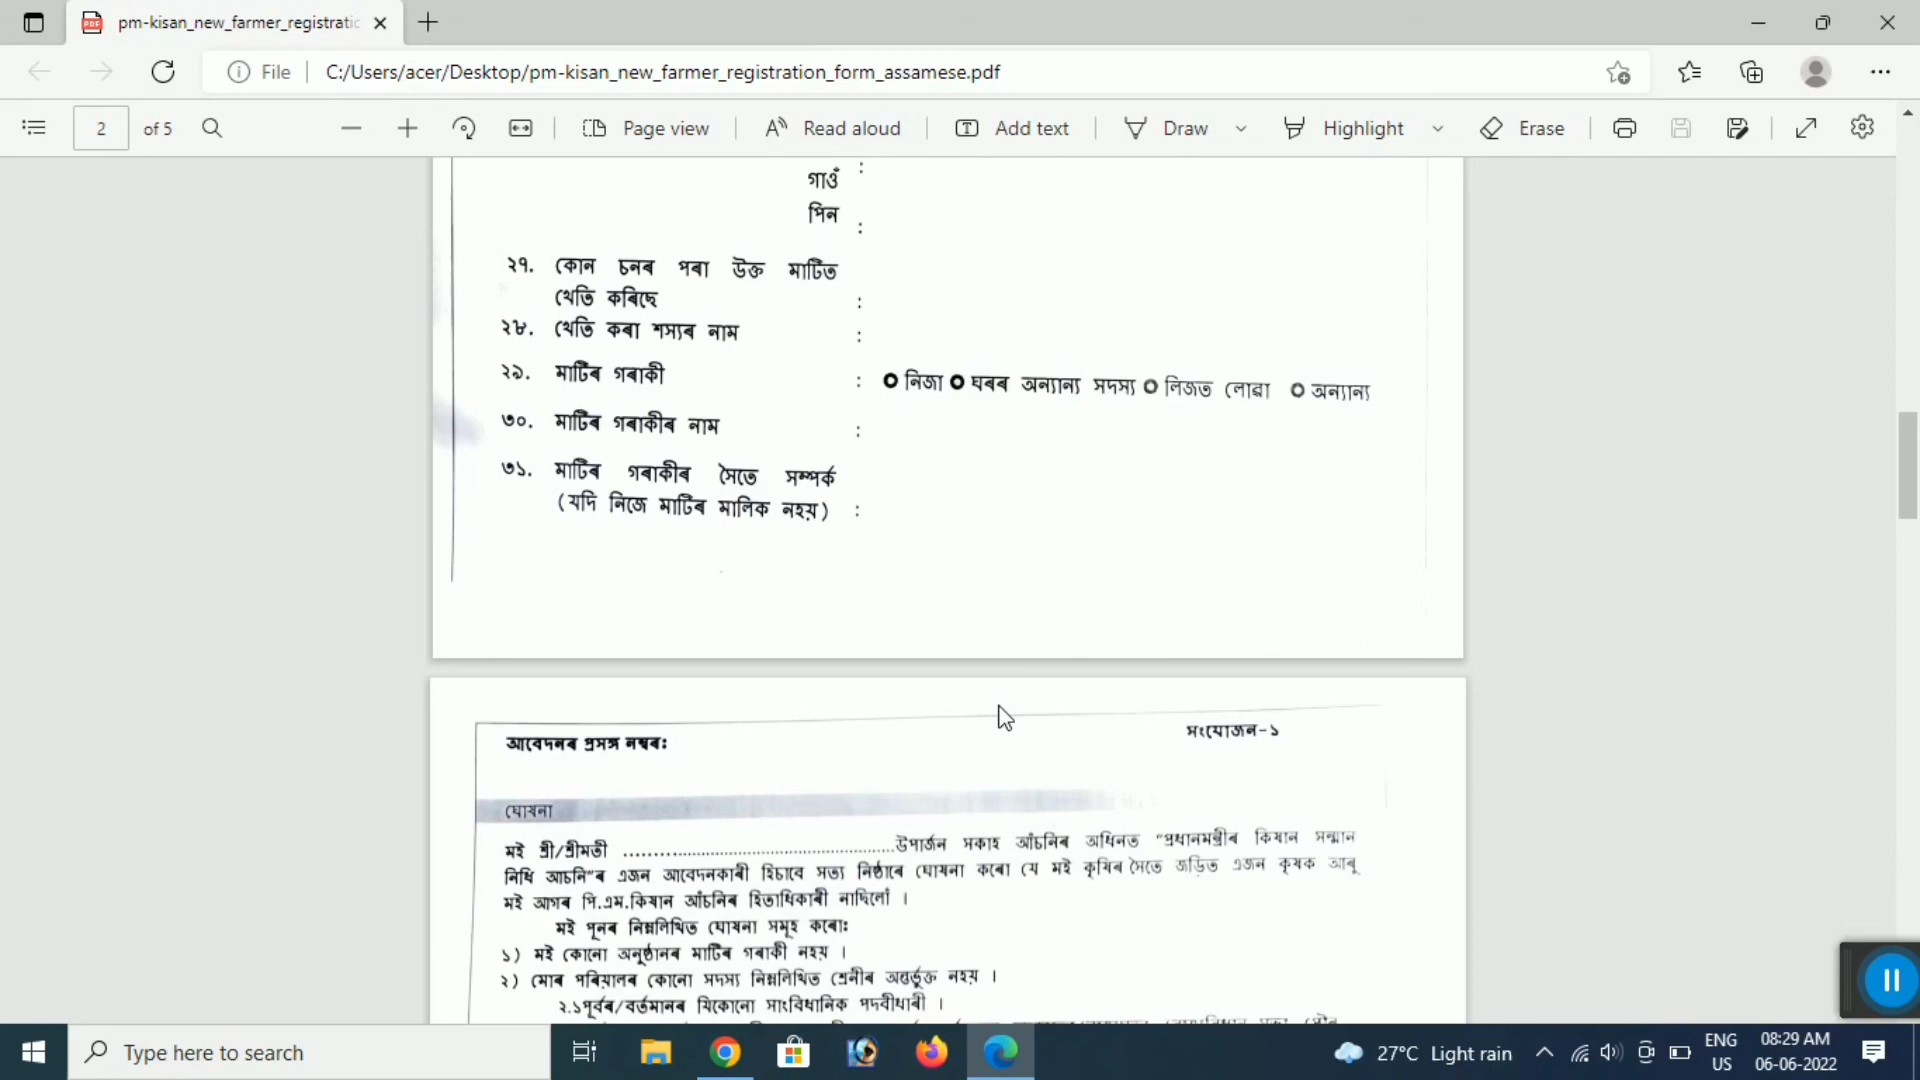 pm-kisan_new_farmer_registratic
File
C:/Users/acer/Desktop/pm-kisan_new_farmer_registration_form_assamese.pdf
2 of 5
Page view
Read aloud
Add text
Draw
Highlight
Erase
গাওঁ :
পিন :
২৭. কোন চনৰ পৰা উক্ত মাটিত
খেতি কৰিছে :
২৮. খেতি কৰা শস্যৰ নাম :
২৯. মাটিৰ গৰাকী : নিজা ঘৰৰ অন্যান্য সদস্য লিজত লোৱা অন্যান্য
৩০. মাটিৰ গৰাকীৰ নাম :
৩১. মাটিৰ গৰাকীৰ সৈতে সম্পৰ্ক
(যদি নিজে মাটিৰ মালিক নহয়) :
আবেদনৰ প্ৰসঙ্গ নম্বৰঃ
সংযোজন-১
ঘোষনা
মই শ্ৰী/শ্ৰীমতী ............................................................উপাৰ্জন সকাহ আঁচনিৰ অধিনত "প্ৰধানমন্ত্ৰীৰ কিষান সন্মান
নিধি আচনি"ৰ এজন আবেদনকাৰী হিচাবে সত্য নিষ্ঠাৰে ঘোষনা কৰো যে মই কৃষিৰ সৈতে জড়িত এজন কৃষক আৰু
মই আগৰ পি.এম.কিষান আঁচনিৰ হিতাধিকাৰী নাছিলোঁ ।
মই পূনৰ নিম্নলিখিত ঘোষনা সমূহ কৰোঃ
১) মই কোনো অনুষ্ঠানৰ মাটিৰ গৰাকী নহয় ।
২) মোৰ পৰিয়ালৰ কোনো সদস্য নিম্নলিখিত শ্ৰেনীৰ অন্তৰ্ভুক্ত নহয় ।
২.১পূৰ্বৰ/বৰ্তমানৰ যিকোনো সাংবিধানিক পদবীধাৰী ।
Type here to search
27°C Light rain
ENG
US
08:29 AM
06-06-2022